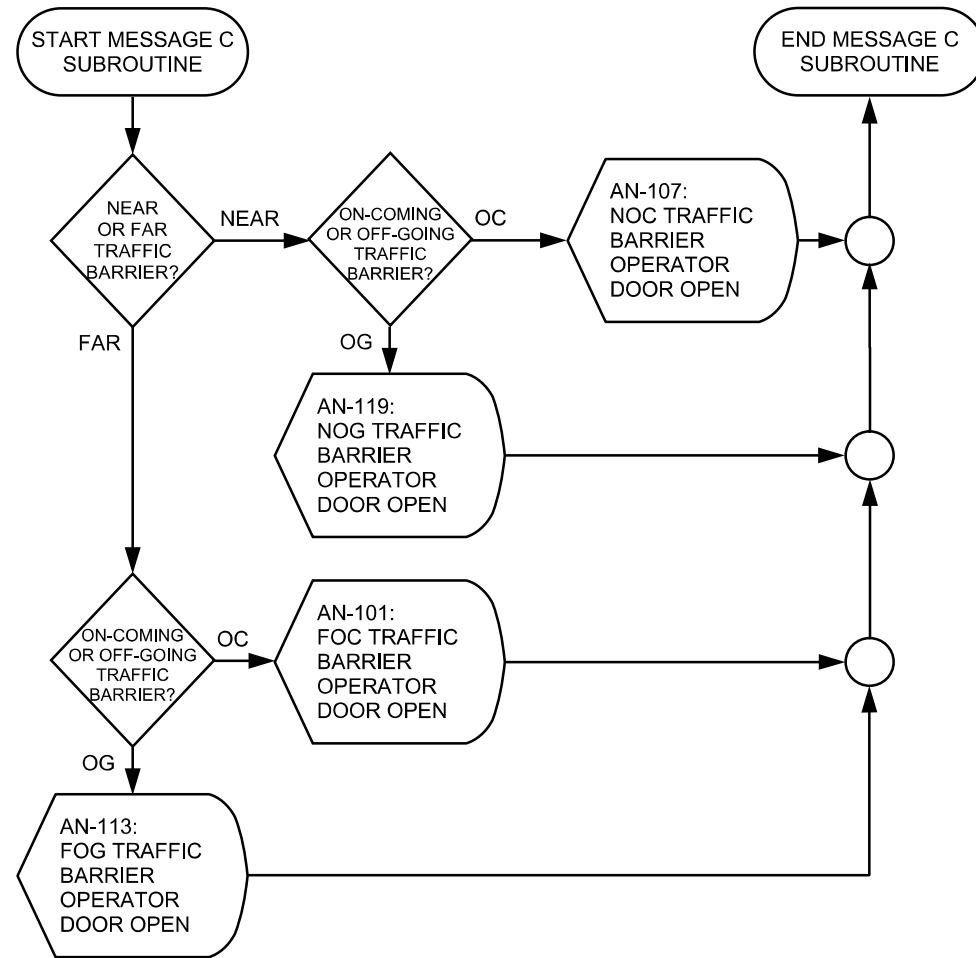 START MESSAGE C
SUBROUTINE
END MESSAGE C
SUBROUTINE
NEAR
OR FAR
TRAFFIC
BARRIER?
NEAR
ON-COMING
OR OFF-GOING
TRAFFIC
BARRIER?
OC
AN-107:
NOC TRAFFIC
BARRIER
OPERATOR
DOOR OPEN
FAR
OG
AN-119:
NOG TRAFFIC
BARRIER
OPERATOR
DOOR OPEN
ON-COMING
OR OFF-GOING
TRAFFIC
BARRIER?
OC
AN-101:
FOC TRAFFIC
BARRIER
OPERATOR
DOOR OPEN
OG
AN-113:
FOG TRAFFIC
BARRIER
OPERATOR
DOOR OPEN